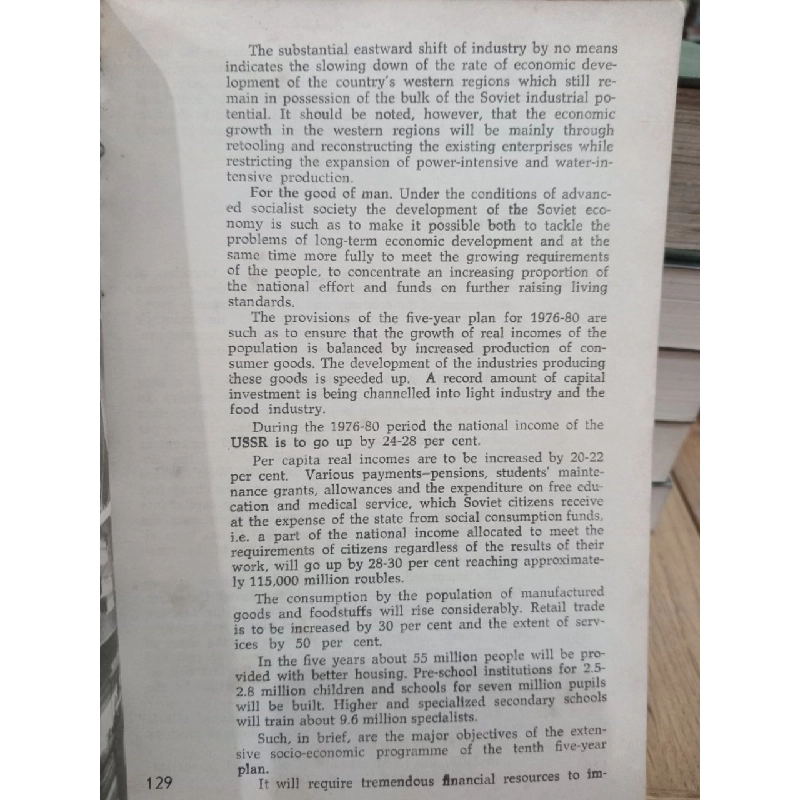 The substantial eastward shift of industry by no means
indicates the slowing down of the rate of economic deve-
lopment of the country's western regions which still re-
main in possession of the bulk of the Soviet industrial po-
tential. It should be noted, however, that the economic
growth in the western regions will be mainly through
retooling and reconstructing the existing enterprises while
restricting the expansion of power-intensive and water-in-
tensive production.
For the good of man. Under the conditions of advanc-
ed socialist society the development of the Soviet eco-
nomy is such as to make it possible both to tackle the
problems of long-term economic development and at the
same time more fully to meet the growing requirements
of the people, to concentrate an increasing proportion of
the national effort and funds on further raising living
standards.
The provisions of the five-year plan for 1976-80 are
such as to ensure that the growth of real incomes of the
population is balanced by increased production of con-
sumer goods. The development of the industries producing
these goods is speeded up. A record amount of capital
investment is being channelled into light industry and the
food industry.
During the 1976-80 period the national income of the
USSR is to go up by 24-28 per cent.
Per capita real incomes are to be increased by 20-22
per cent. Various payments—pensions, students' mainte-
nance grants, allowances and the expenditure on free edu-
cation and medical service, which Soviet citizens receive
at the expense of the state from social consumption funds,
i.e. a part of the national income allocated to meet the
requirements of citizens regardless of the results of their
work, will go up by 28-30 per cent reaching approximate-
ly 115,000 million roubles.
The consumption by the population of manufactured
goods and foodstuffs will rise considerably. Retail trade
is to be increased by 30 per cent and the extent of serv-
ices by 50 per cent.
In the five years about 55 million people will be pro-
vided with better housing. Pre-school institutions for 2.5-
2.8 million children and schools for seven million pupils
will be built. Higher and specialized secondary schools
will train about 9.6 million specialists.
Such, in brief, are the major objectives of the exten-
sive socio-economic programme of the tenth five-year
plan.
It will require tremendous financial resources to im-
129